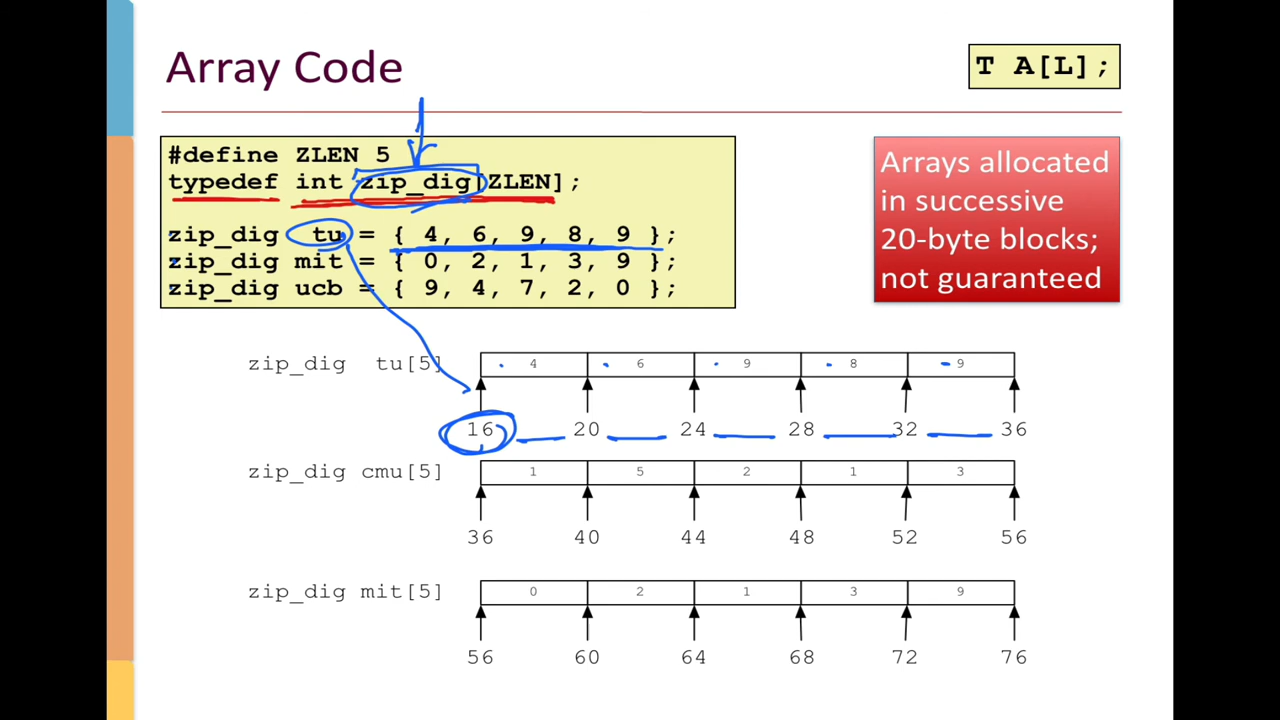 Array Code
T A[L];
#define ZLEN 5
typedef int zip_dig[ZLEN];
zip_dig tu = { 4, 6, 9, 8, 9 };
zip_dig mit = { 0, 2, 1, 3, 9 };
zip_dig ucb = { 9, 4, 7, 2, 0 };
Arrays allocated
in successive
20-byte blocks;
not guaranteed
zip_dig tu[5] 4 6 9 8 9
16 20 24 28 32 36
zip_dig cmu[5] 1 5 2 1 3
36 40 44 48 52 56
zip_dig mit[5] 0 2 1 3 9
56 60 64 68 72 76